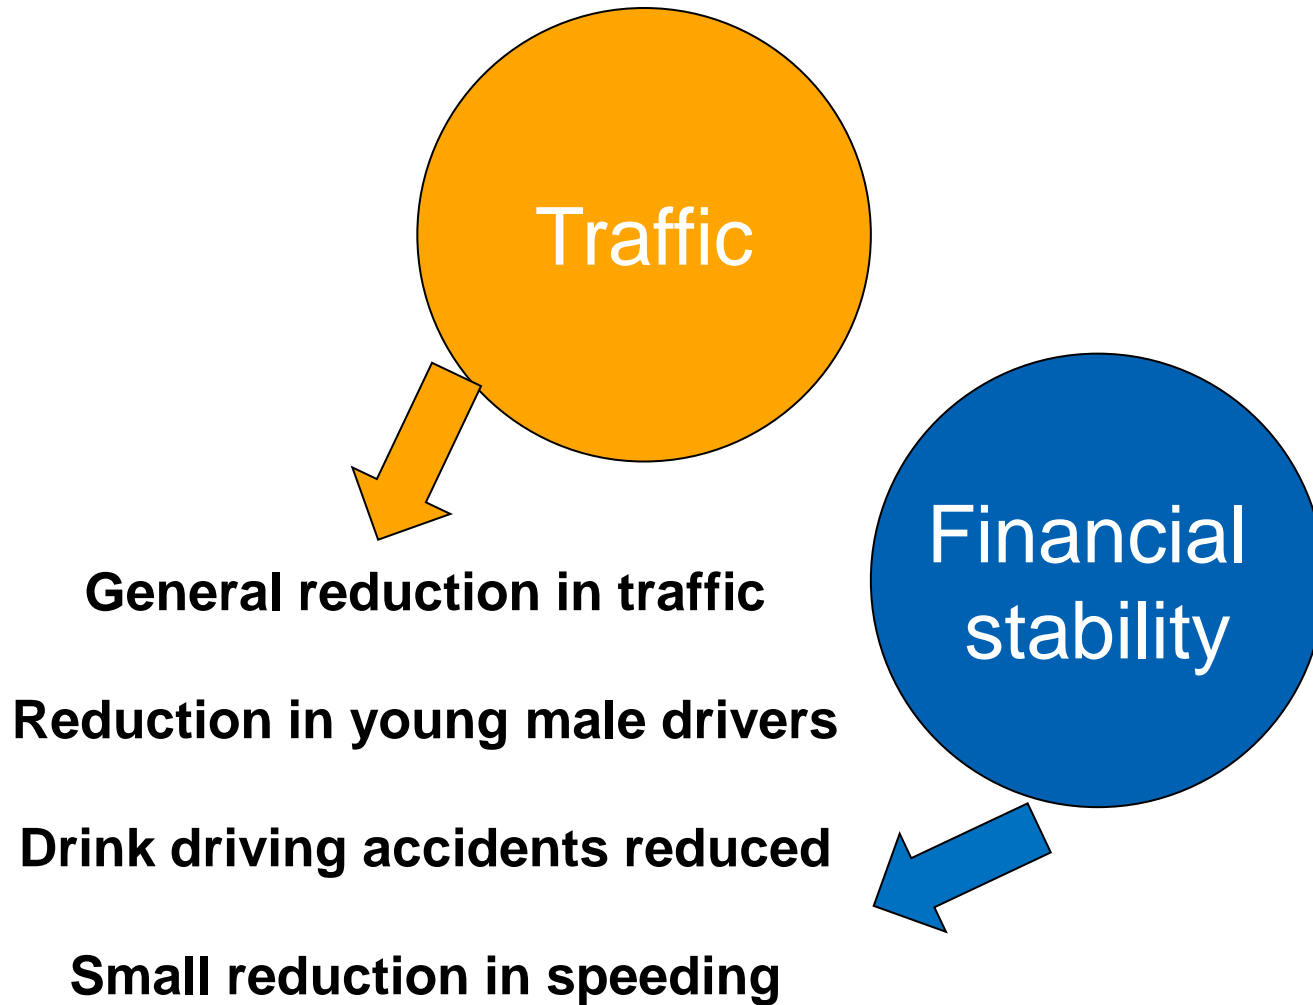 Traffic
Financial
stability
General reduction in traffic
Reduction in young male drivers
Drink driving accidents reduced
Small reduction in speeding